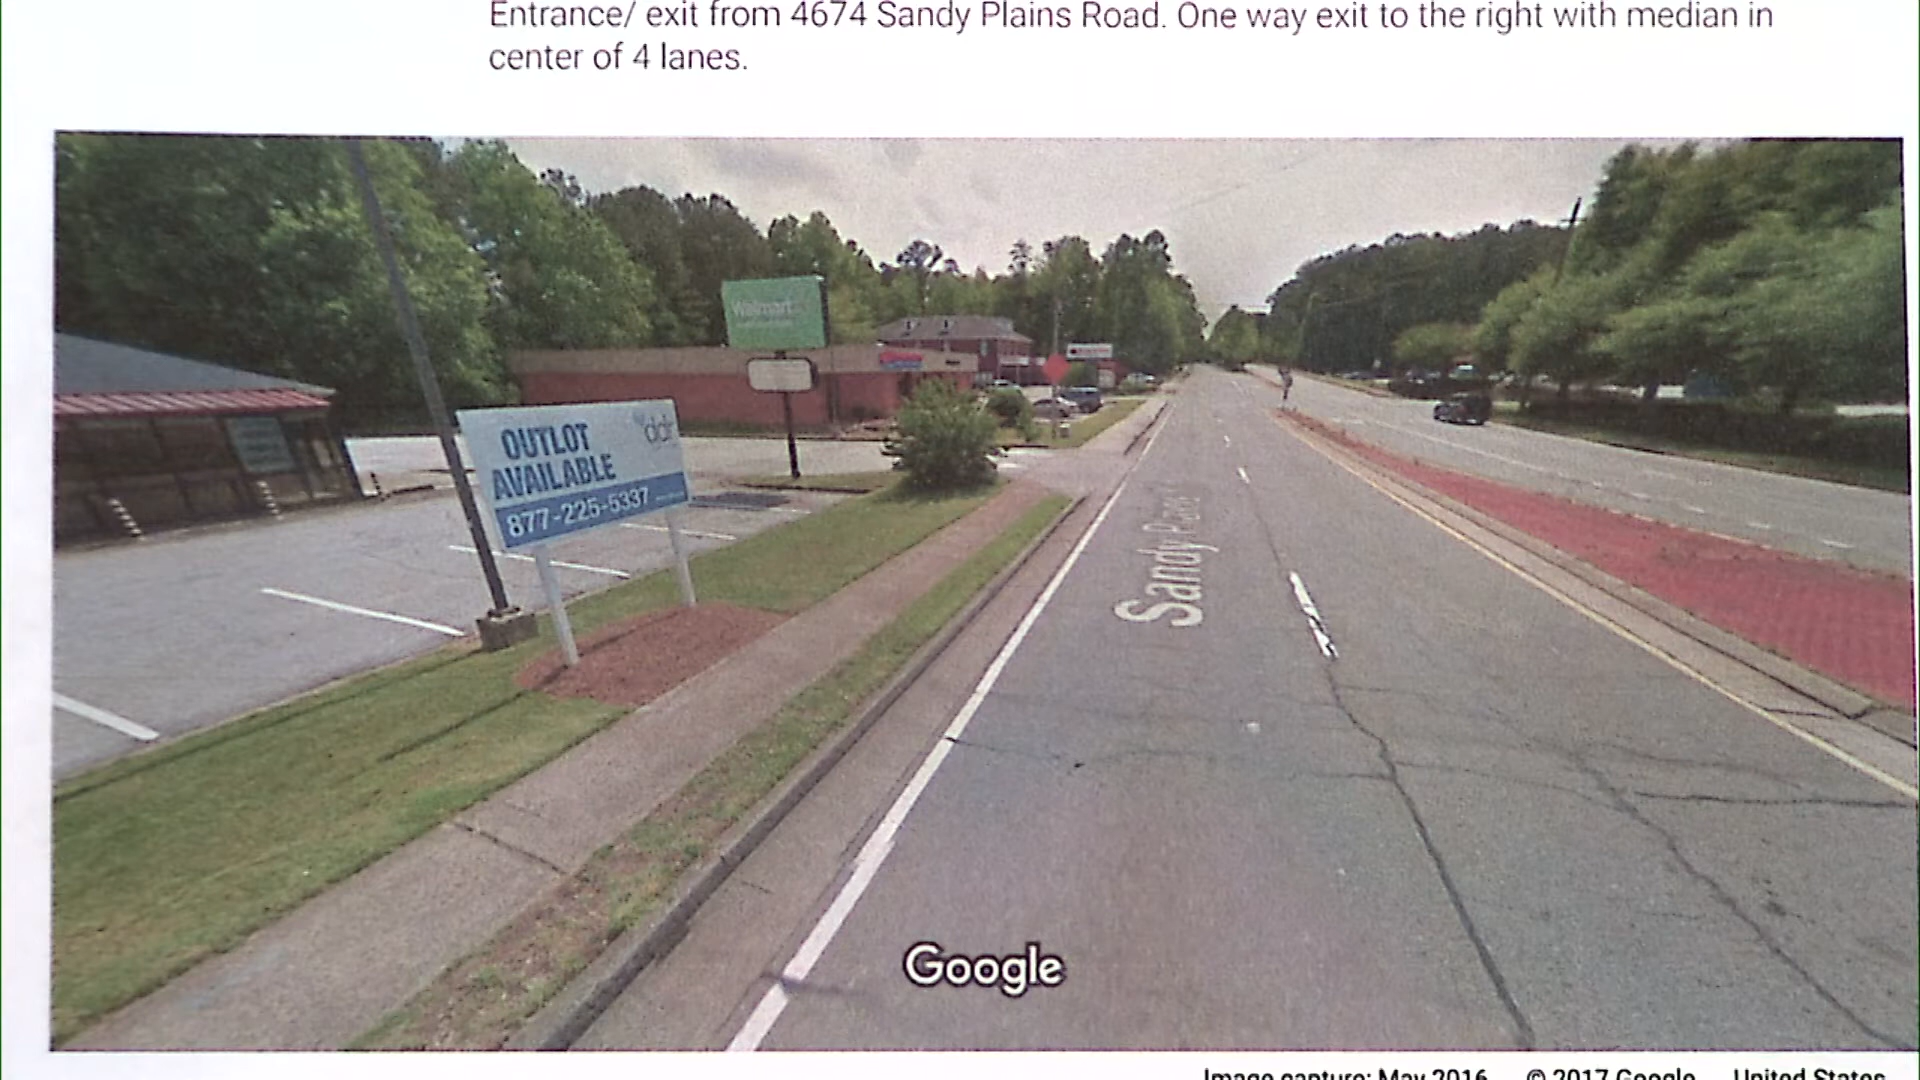 Entrance/ exit from 4674 Sandy Plains Road. One way exit to the right with median in
center of 4 lanes.
Walmart
OUTLOT
AVAILABLE
ddr
877-225-5337
Sandy Plains
Google
Image capture: May 2016 © 2017 Google United States